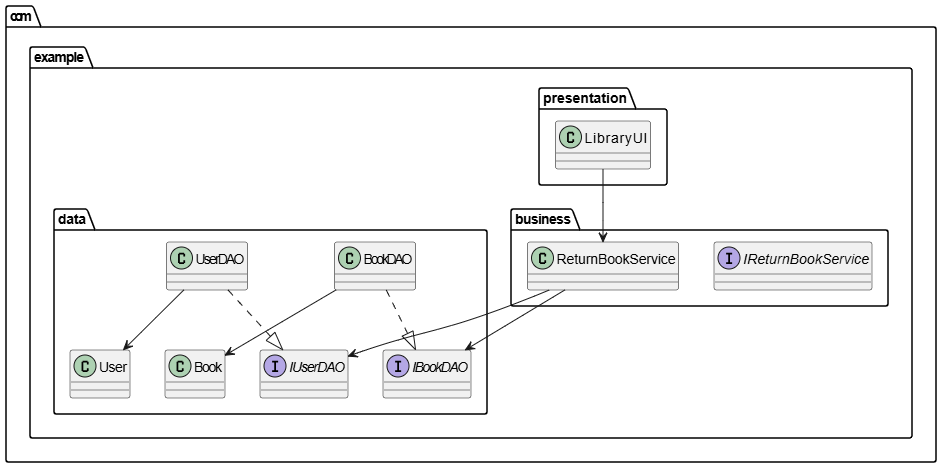 com
example
presentation
C LibraryUI
data
business
C UserDAO
C BookDAO
C ReturnBookService
I IReturnBookService
C User
C Book
I IUserDAO
I IBookDAO